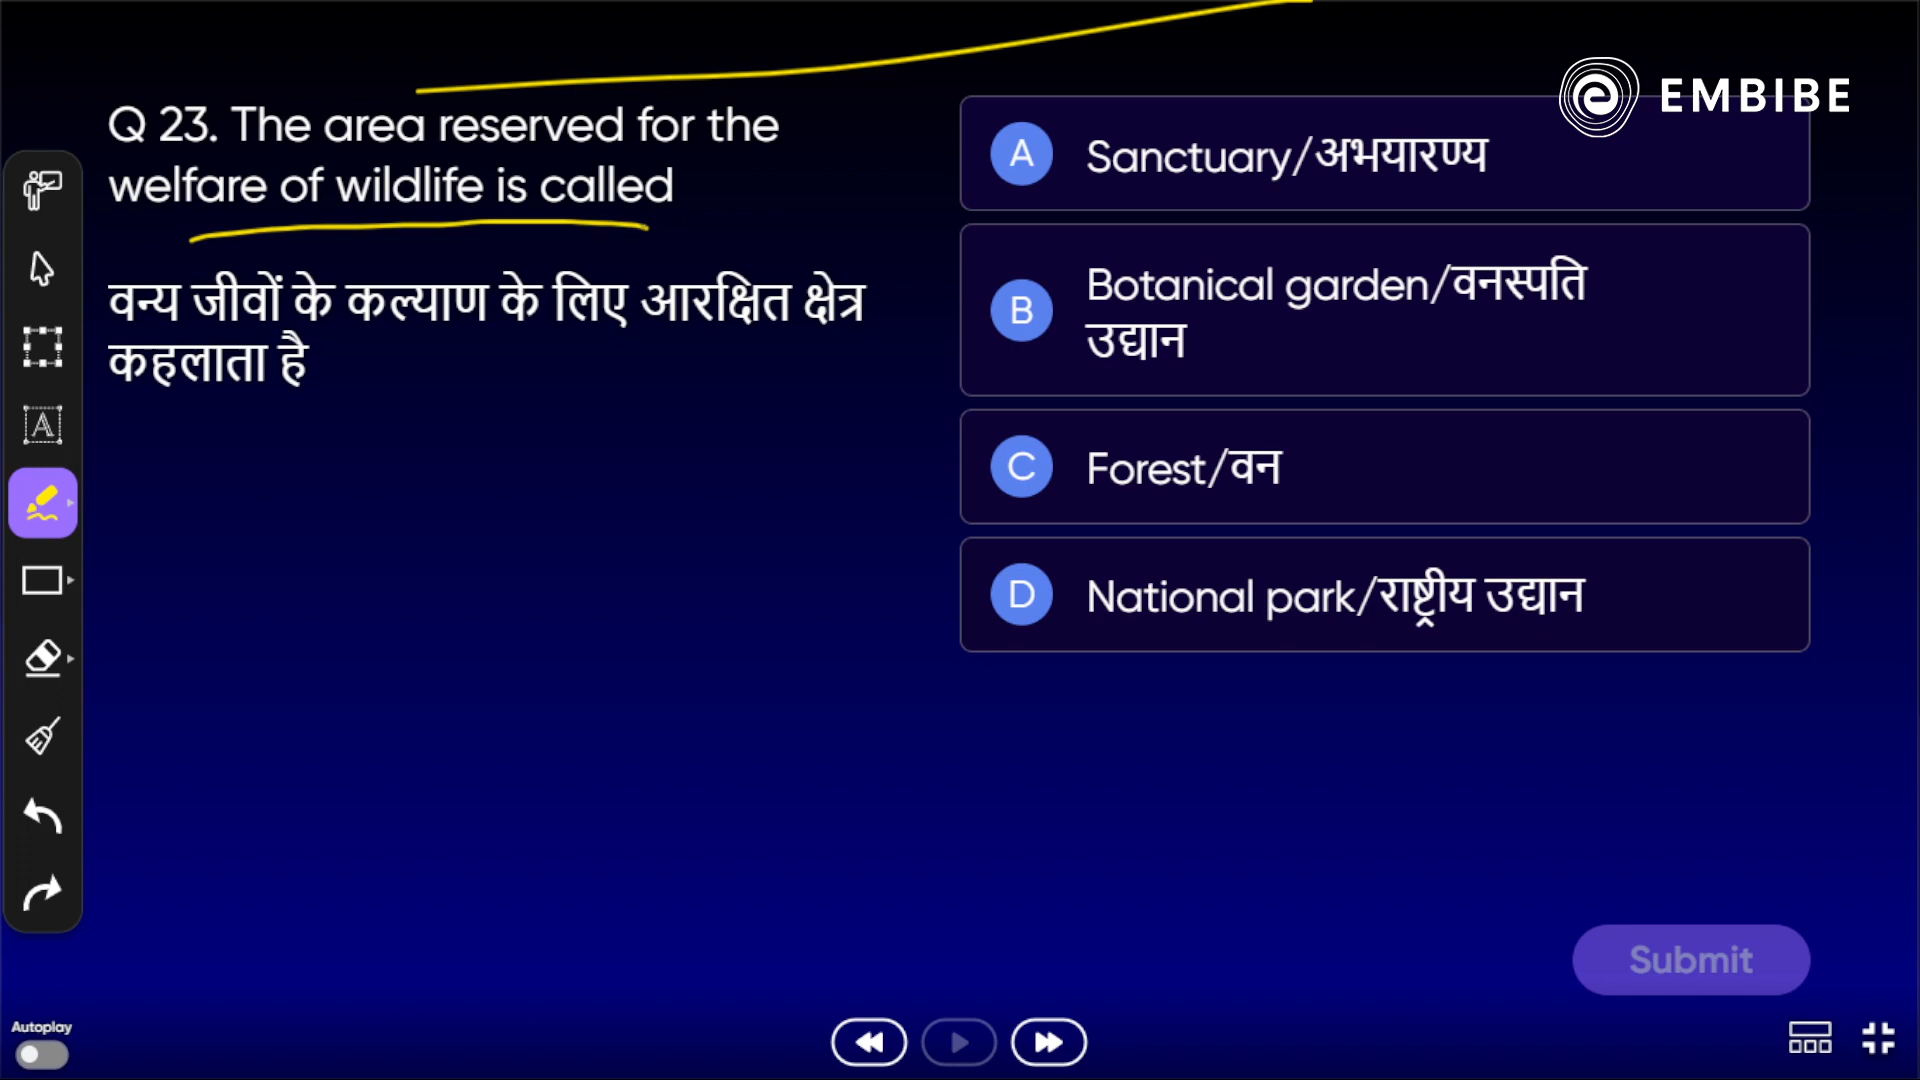 EMBIBE
Q 23. The area reserved for the
welfare of wildlife is called
वन्य जीवों के कल्याण के लिए आरक्षित क्षेत्र
कहलाता है
A Sanctuary/अभयारण्य
B Botanical garden/वनस्पति
उद्यान
C Forest/वन
D National park/राष्ट्रीय उद्यान
A
Submit
Autoplay